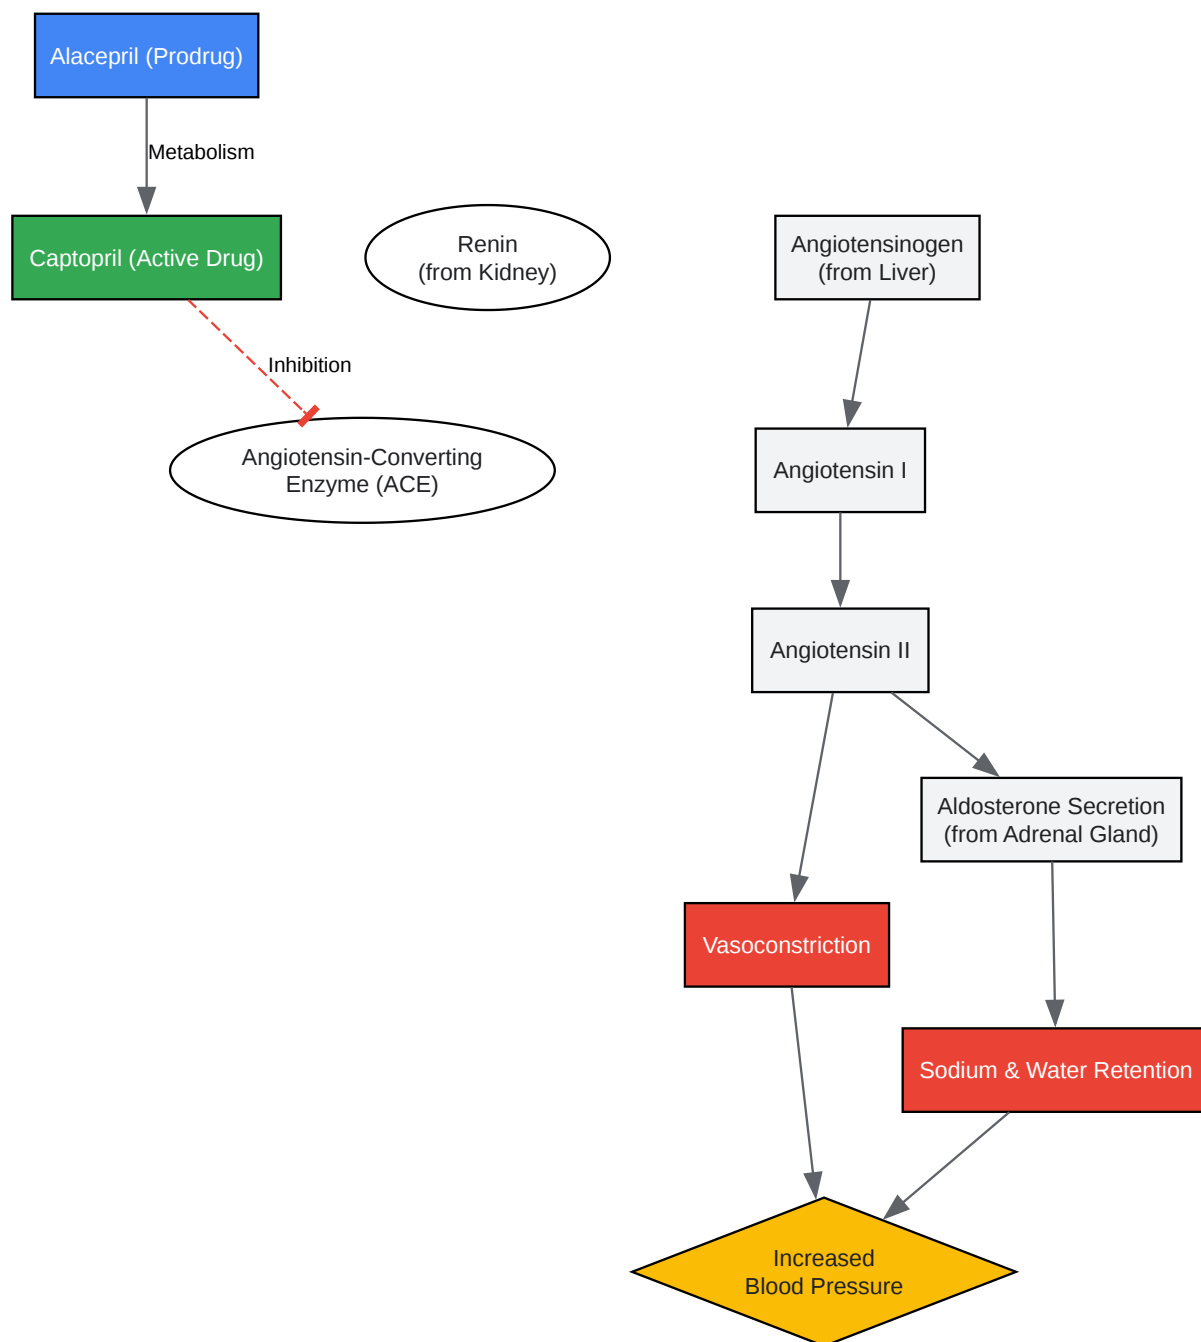 Alacepril (Prodrug)
Metabolism
Captopril (Active Drug)
Renin
(from Kidney)
Angiotensinogen
(from Liver)
Inhibition
Angiotensin-Converting
Enzyme (ACE)
Angiotensin I
Angiotensin II
Aldosterone Secretion
(from Adrenal Gland)
Vasoconstriction
Sodium & Water Retention
Increased
Blood Pressure